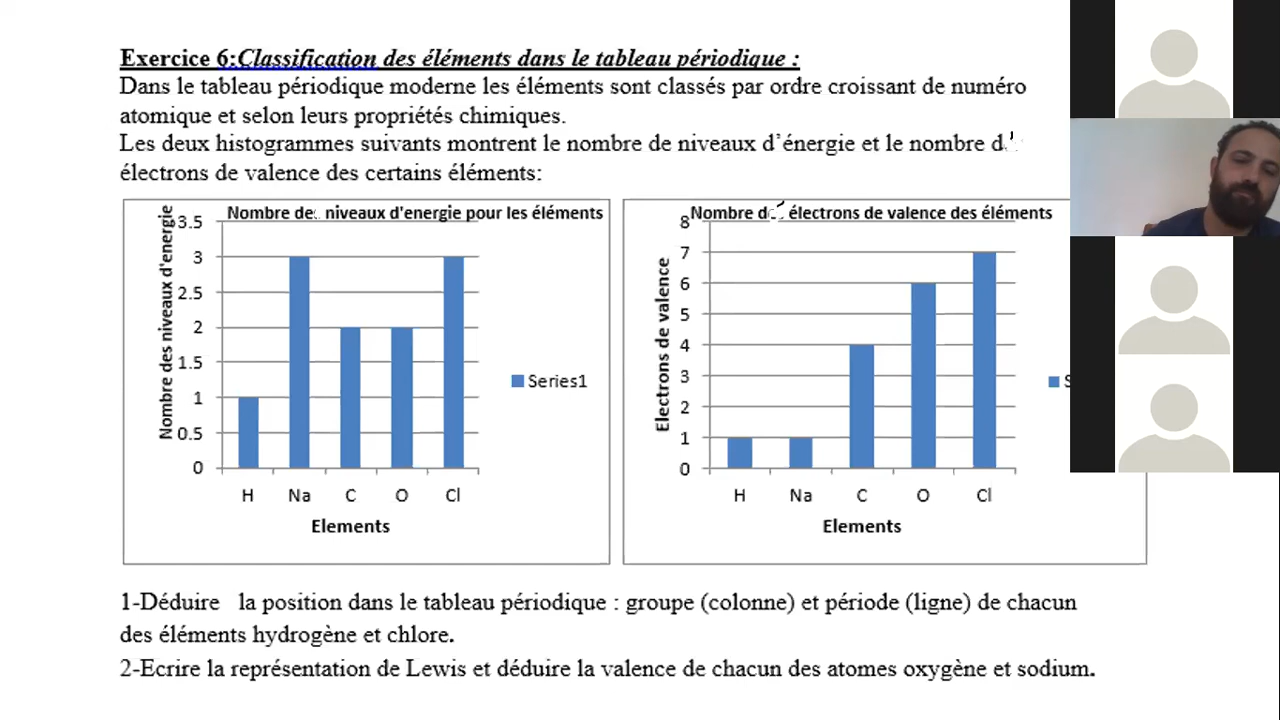 Exercice 6:Classification des éléments dans le tableau périodique :
Dans le tableau périodique moderne les éléments sont classés par ordre croissant de numéro
atomique et selon leurs propriétés chimiques.
Les deux histogrammes suivants montrent le nombre de niveaux d'énergie et le nombre
électrons de valence des certains éléments:
Nombre de niveaux d'energie pour les éléments
Nombre des niveaux d'energie
3.5
3
2.5
2
1.5
1
0.5
0
H Na C O Cl
Elements
Series1
Nombre électrons de valence des éléments
Electrons de valence
8
7
6
5
4
3
2
1
0
H Na C O Cl
Elements
1-Déduire la position dans le tableau périodique : groupe (colonne) et période (ligne) de chacun
des éléments hydrogène et chlore.
2-Ecrire la représentation de Lewis et déduire la valence de chacun des atomes oxygène et sodium.